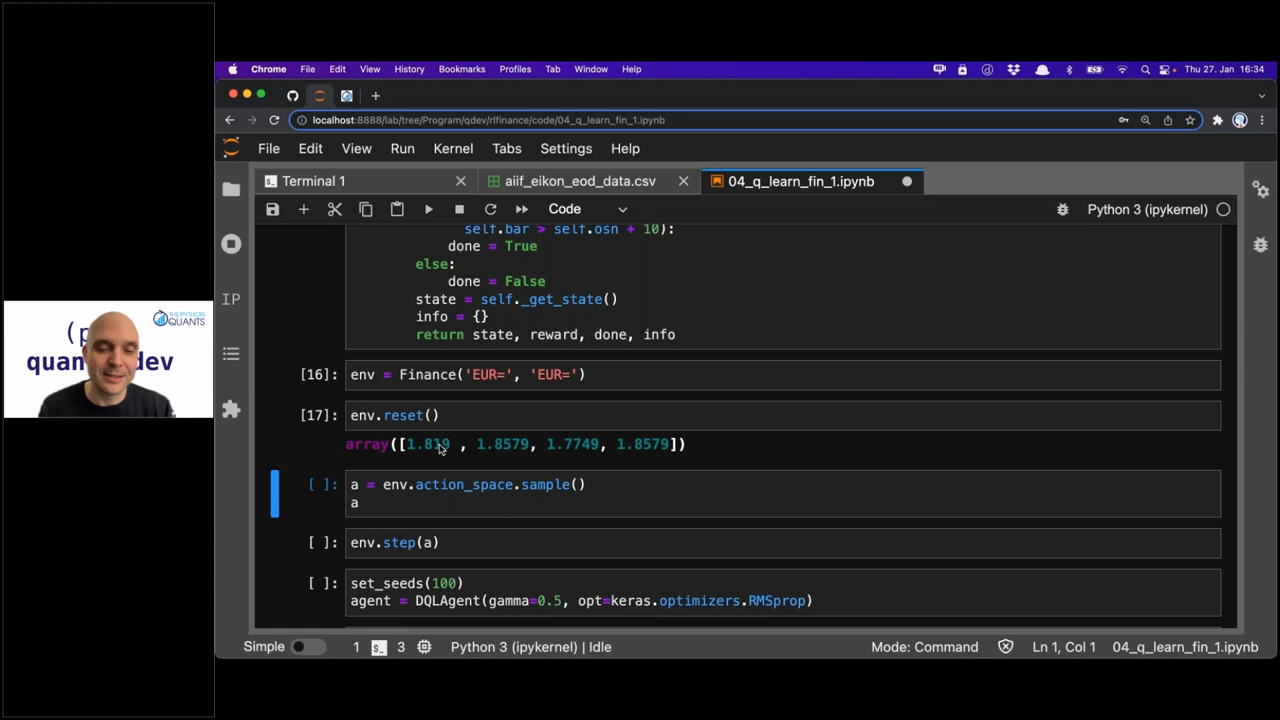 Chrome File Edit View History Bookmarks Profiles Tab Window Help Thu 27. Jan 16:34
localhost:8888/lab/tree/Program/qdev/rlfinance/code/04_q_learn_fin_1.ipynb
File Edit View Run Kernel Tabs Settings Help
Terminal 1 aiif_eikon_eod_data.csv 04_q_learn_fin_1.ipynb
Code Python 3 (ipykernel)
self.bar > self.osn + 10):
done = True
else:
done = False
state = self._get_state()
info = {}
return state, reward, done, info
[16]: env = Finance('EUR=', 'EUR=')
[17]: env.reset()
array([1.819 , 1.8579, 1.7749, 1.8579])
[ ]: a = env.action_space.sample()
a
[ ]: env.step(a)
[ ]: set_seeds(100)
agent = DQLAgent(gamma=0.5, opt=keras.optimizers.RMSprop)
Simple 1 $_ 3 Python 3 (ipykernel) | Idle Mode: Command Ln 1, Col 1 04_q_learn_fin_1.ipynb
IP
THE PYTHON
QUANTS